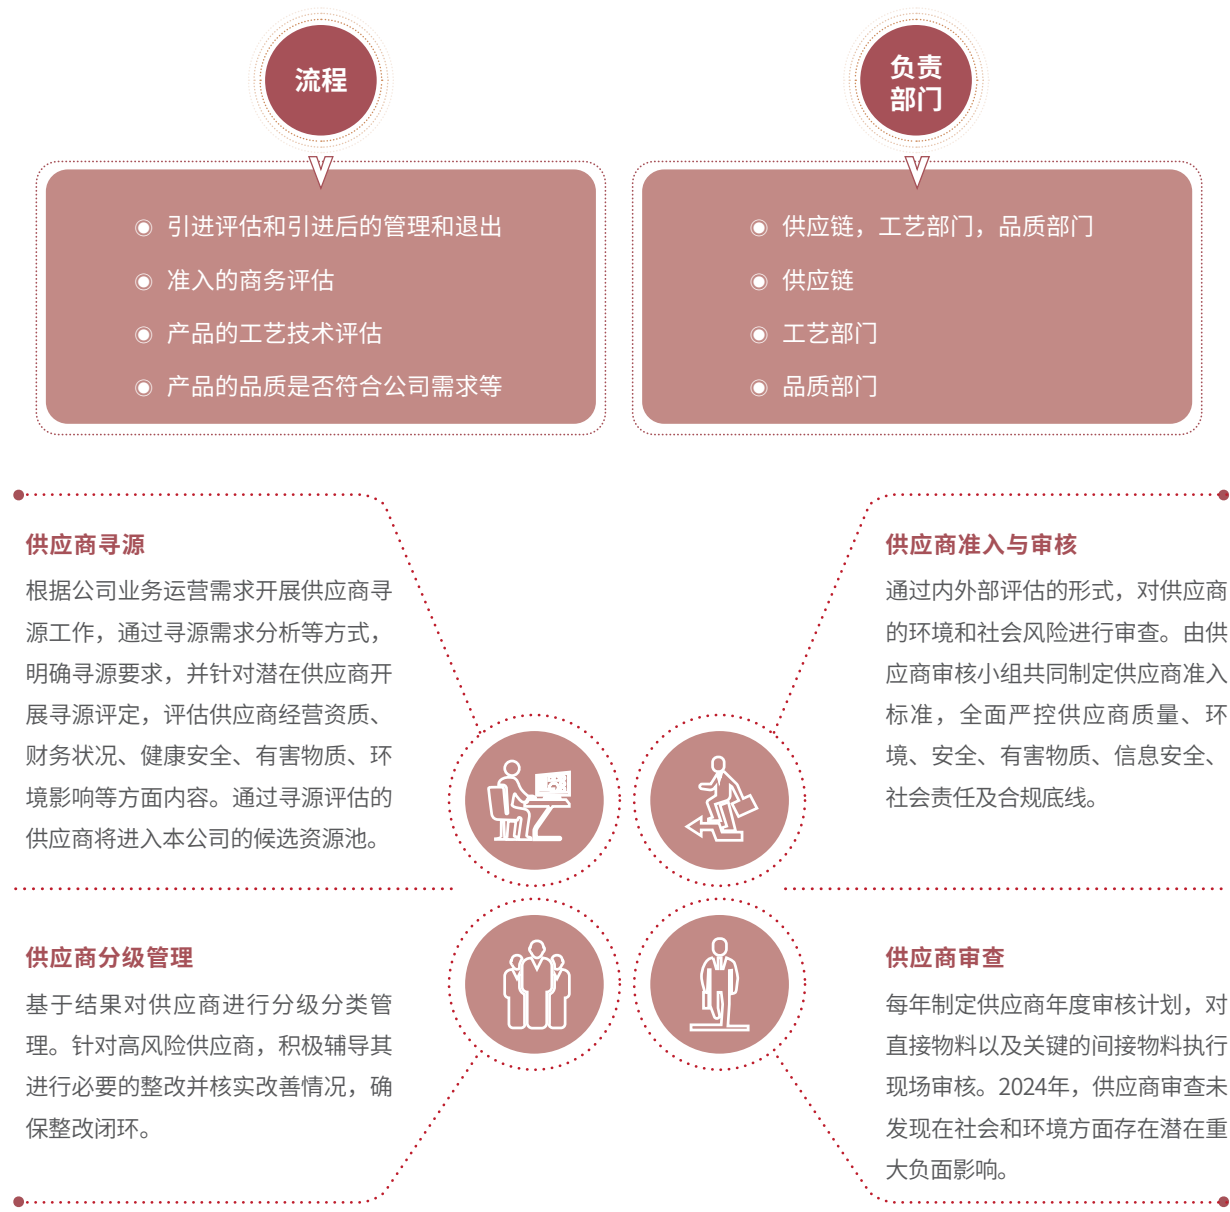 流程
引进评估和引进后的管理和退出
准入的商务评估
产品的工艺技术评估
产品的品质是否符合公司需求等
负责
部门
供应链，工艺部门，品质部门
供应链
工艺部门
品质部门
供应商寻源
根据公司业务运营需求开展供应商寻
源工作，通过寻源需求分析等方式，
明确寻源要求，并针对潜在供应商开
展寻源评定，评估供应商经营资质、
财务状况、健康安全、有害物质、环
境影响等方面内容。通过寻源评估的
供应商将进入本公司的候选资源池。
供应商准入与审核
通过内外部评估的形式，对供应商
的环境和社会风险进行审查。由供
应商审核小组共同制定供应商准入
标准，全面严控供应商质量、环
境、安全、有害物质、信息安全、
社会责任及合规底线。
供应商分级管理
基于结果对供应商进行分级分类管
理。针对高风险供应商，积极辅导其
进行必要的整改并核实改善情况，确
保整改闭环。
供应商审查
每年制定供应商年度审核计划，对
直接物料以及关键的间接物料执行
现场审核。2024年，供应商审查未
发现在社会和环境方面存在潜在重
大负面影响。